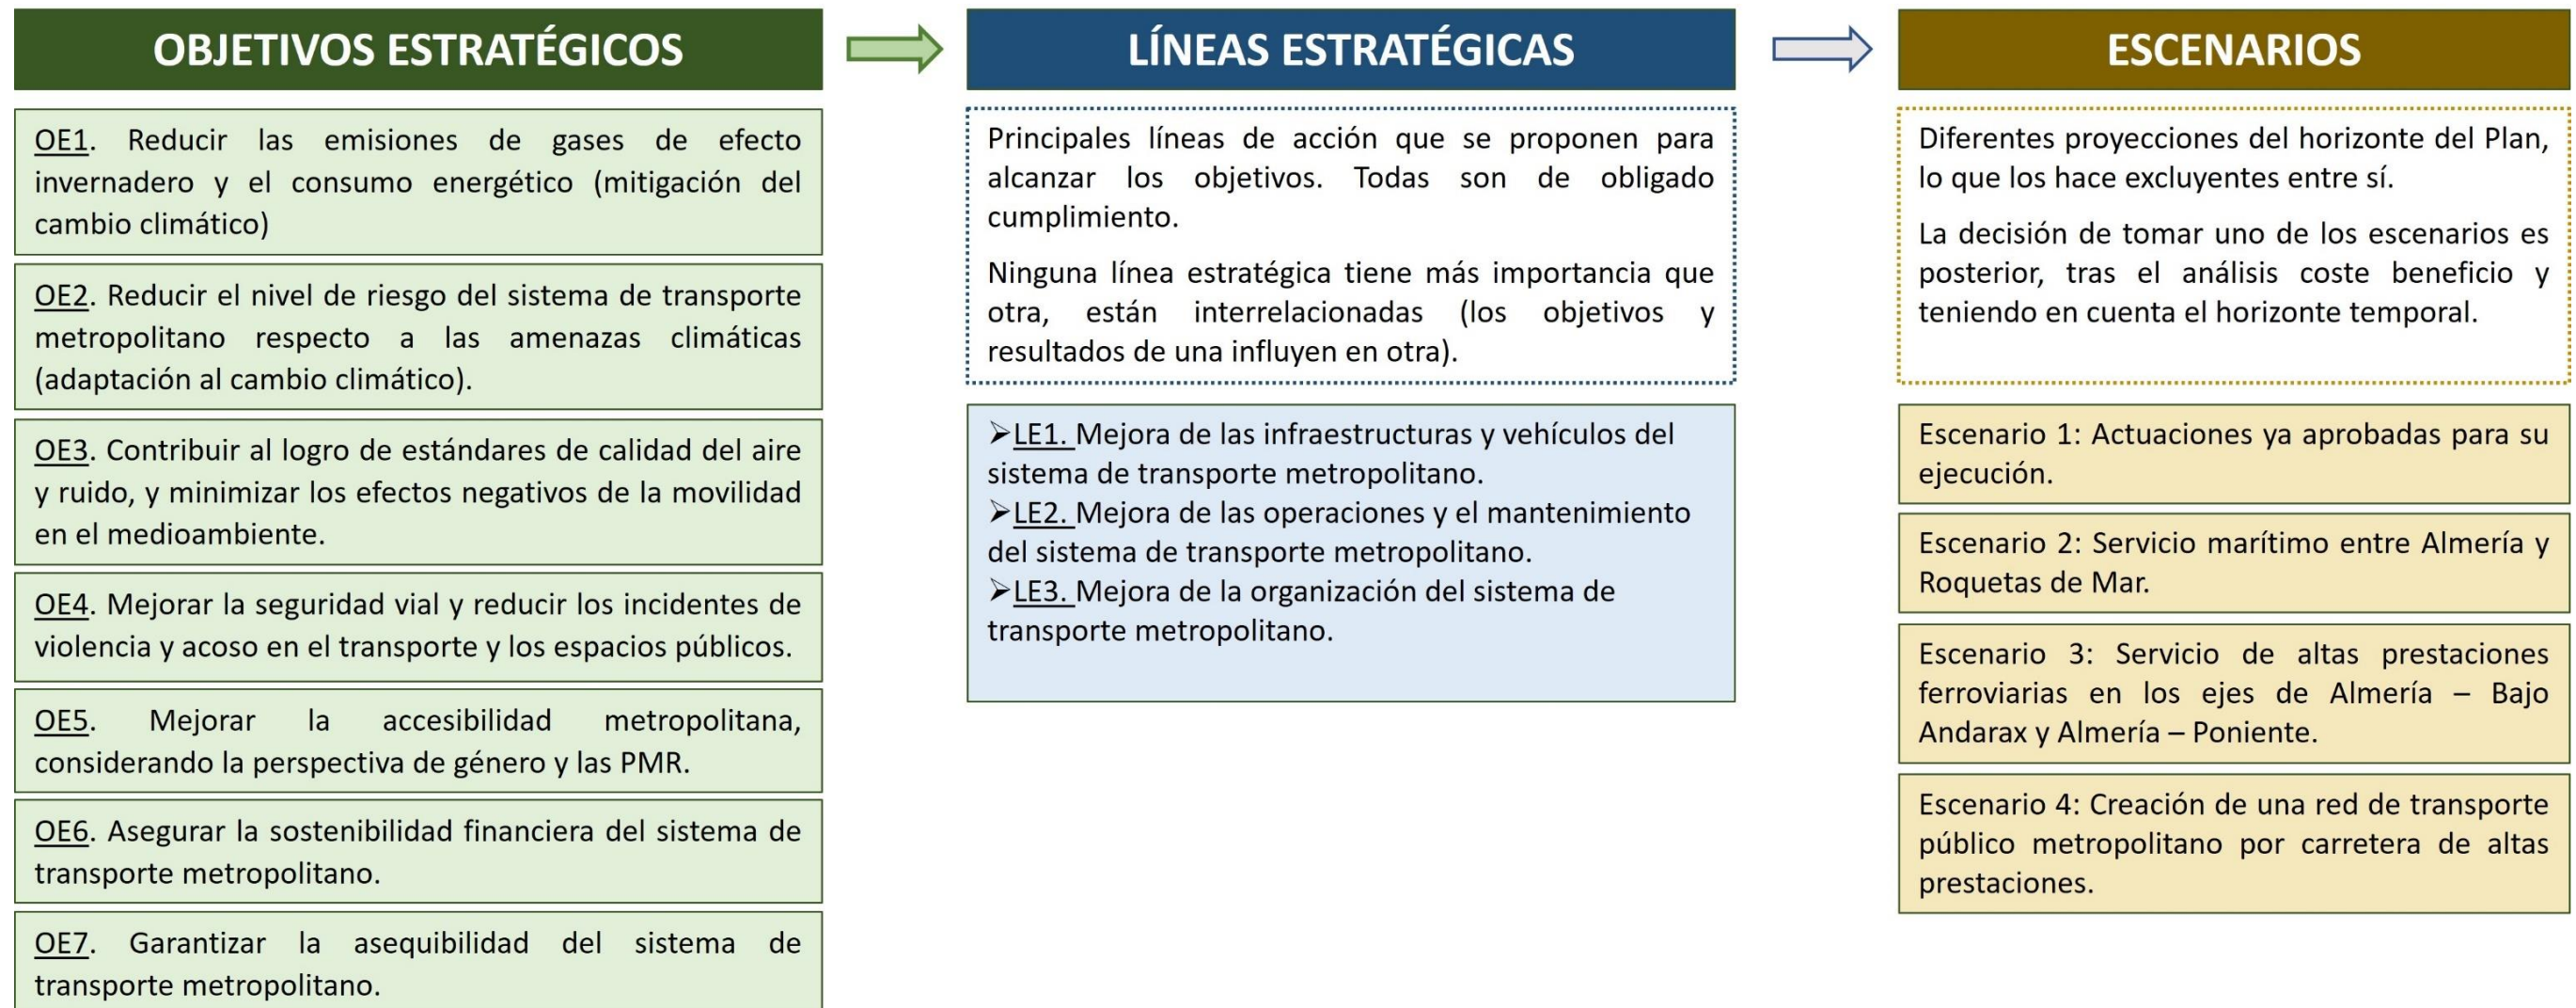 OBJETIVOS ESTRATÉGICOS
OE1. Reducir las emisiones de gases de efecto
invernadero y el consumo energético (mitigación del
cambio climático)
OE2. Reducir el nivel de riesgo del sistema de transporte
metropolitano respecto a las amenazas climáticas
(adaptación al cambio climático).
OE3. Contribuir al logro de estándares de calidad del aire
y ruido, y minimizar los efectos negativos de la movilidad
en el medioambiente.
OE4. Mejorar la seguridad vial y reducir los incidentes de
violencia y acoso en el transporte y los espacios públicos.
OE5. Mejorar la accesibilidad metropolitana,
considerando la perspectiva de género y las PMR.
OE6. Asegurar la sostenibilidad financiera del sistema de
transporte metropolitano.
OE7. Garantizar la asequibilidad del sistema de
transporte metropolitano.
LÍNEAS ESTRATÉGICAS
Principales líneas de acción que se proponen para
alcanzar los objetivos. Todas son de obligado
cumplimiento.
Ninguna línea estratégica tiene más importancia que
otra, están interrelacionadas (los objetivos y
resultados de una influyen en otra).
➢LE1. Mejora de las infraestructuras y vehículos del
sistema de transporte metropolitano.
➢LE2. Mejora de las operaciones y el mantenimiento
del sistema de transporte metropolitano.
➢LE3. Mejora de la organización del sistema de
transporte metropolitano.
ESCENARIOS
Diferentes proyecciones del horizonte del Plan,
lo que los hace excluyentes entre sí.
La decisión de tomar uno de los escenarios es
posterior, tras el análisis coste beneficio y
teniendo en cuenta el horizonte temporal.
Escenario 1: Actuaciones ya aprobadas para su
ejecución.
Escenario 2: Servicio marítimo entre Almería y
Roquetas de Mar.
Escenario 3: Servicio de altas prestaciones
ferroviarias en los ejes de Almería – Bajo
Andarax y Almería – Poniente.
Escenario 4: Creación de una red de transporte
público metropolitano por carretera de altas
prestaciones.